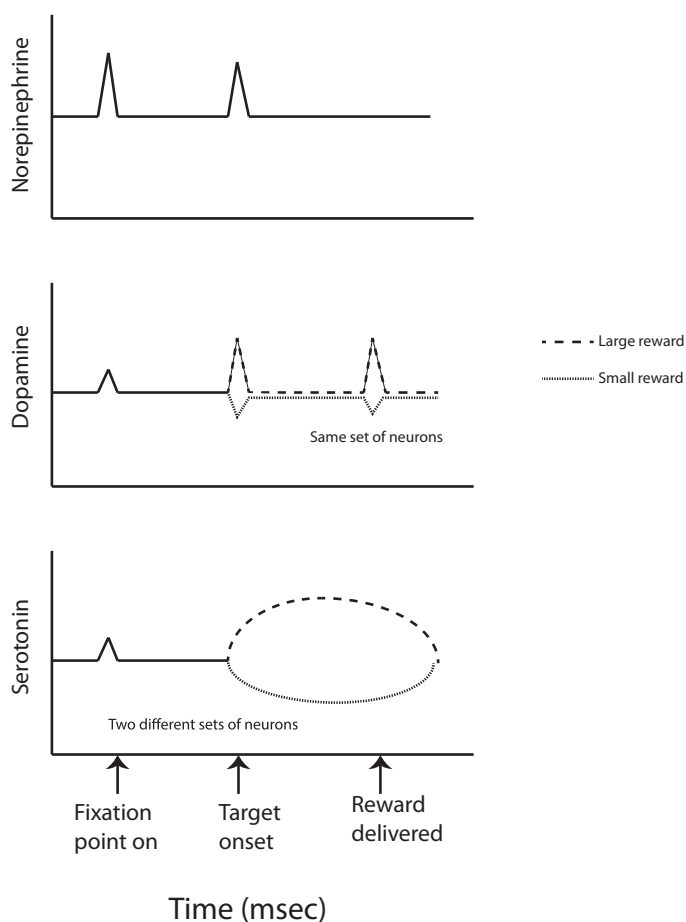 Norepinephrine
Dopamine
Large reward
Small reward
Same set of neurons
Serotonin
Two different sets of neurons
Fixation
point on
Target
onset
Reward
delivered
Time (msec)